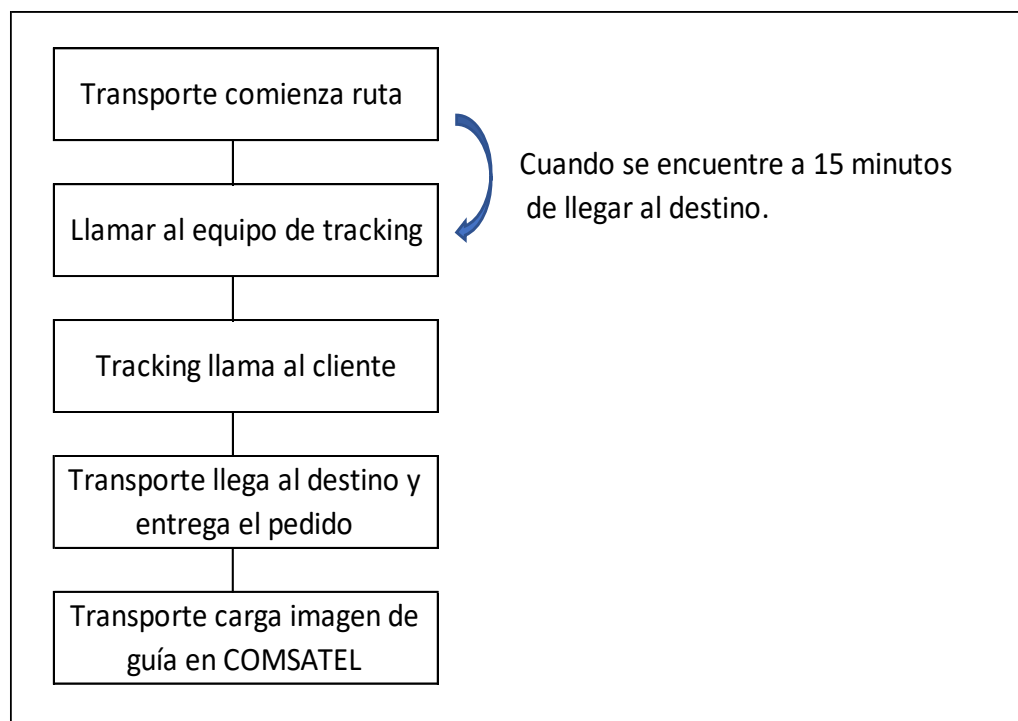 Transporte comienza ruta
Cuando se encuentre a 15 minutos
de llegar al destino.
Llamar al equipo de tracking
Tracking llama al cliente
Transporte llega al destino y
entrega el pedido
Transporte carga imagen de
guía en COMSATEL